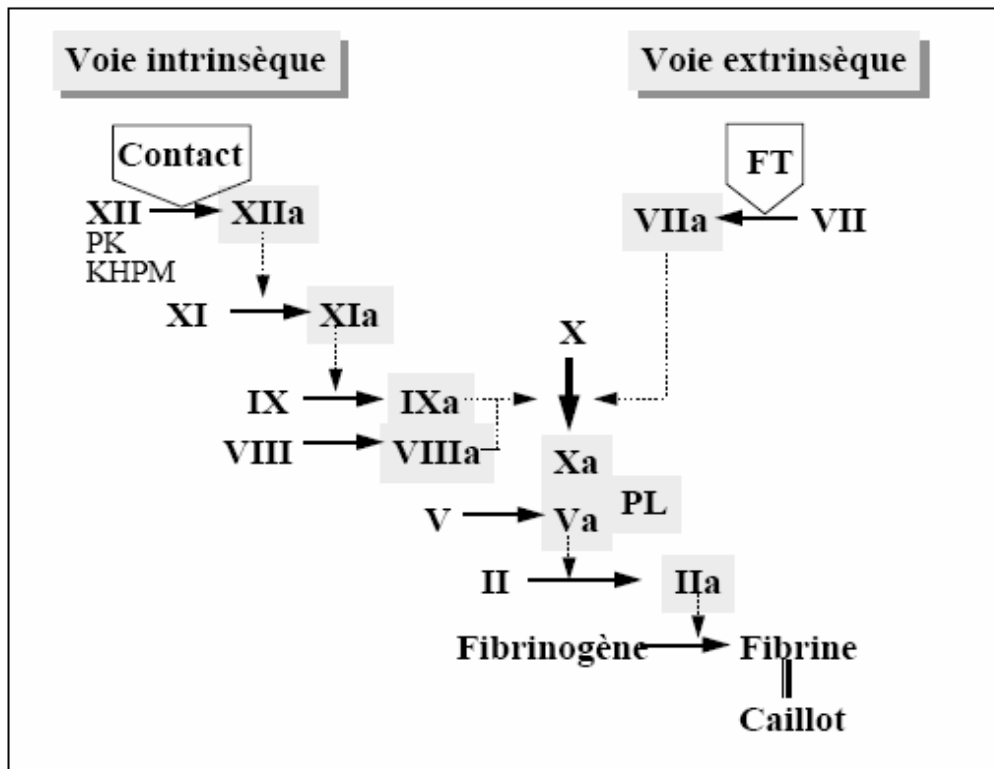 Voie intrinsèque Voie extrinsèque
Contact FT
XII XIIa VIIa VII
PK
KHPM
XI XIa
X
IX IXa
VIII VIIIa Xa
PL
V Va
II IIa
Fibrinogène Fibrine
Caillot